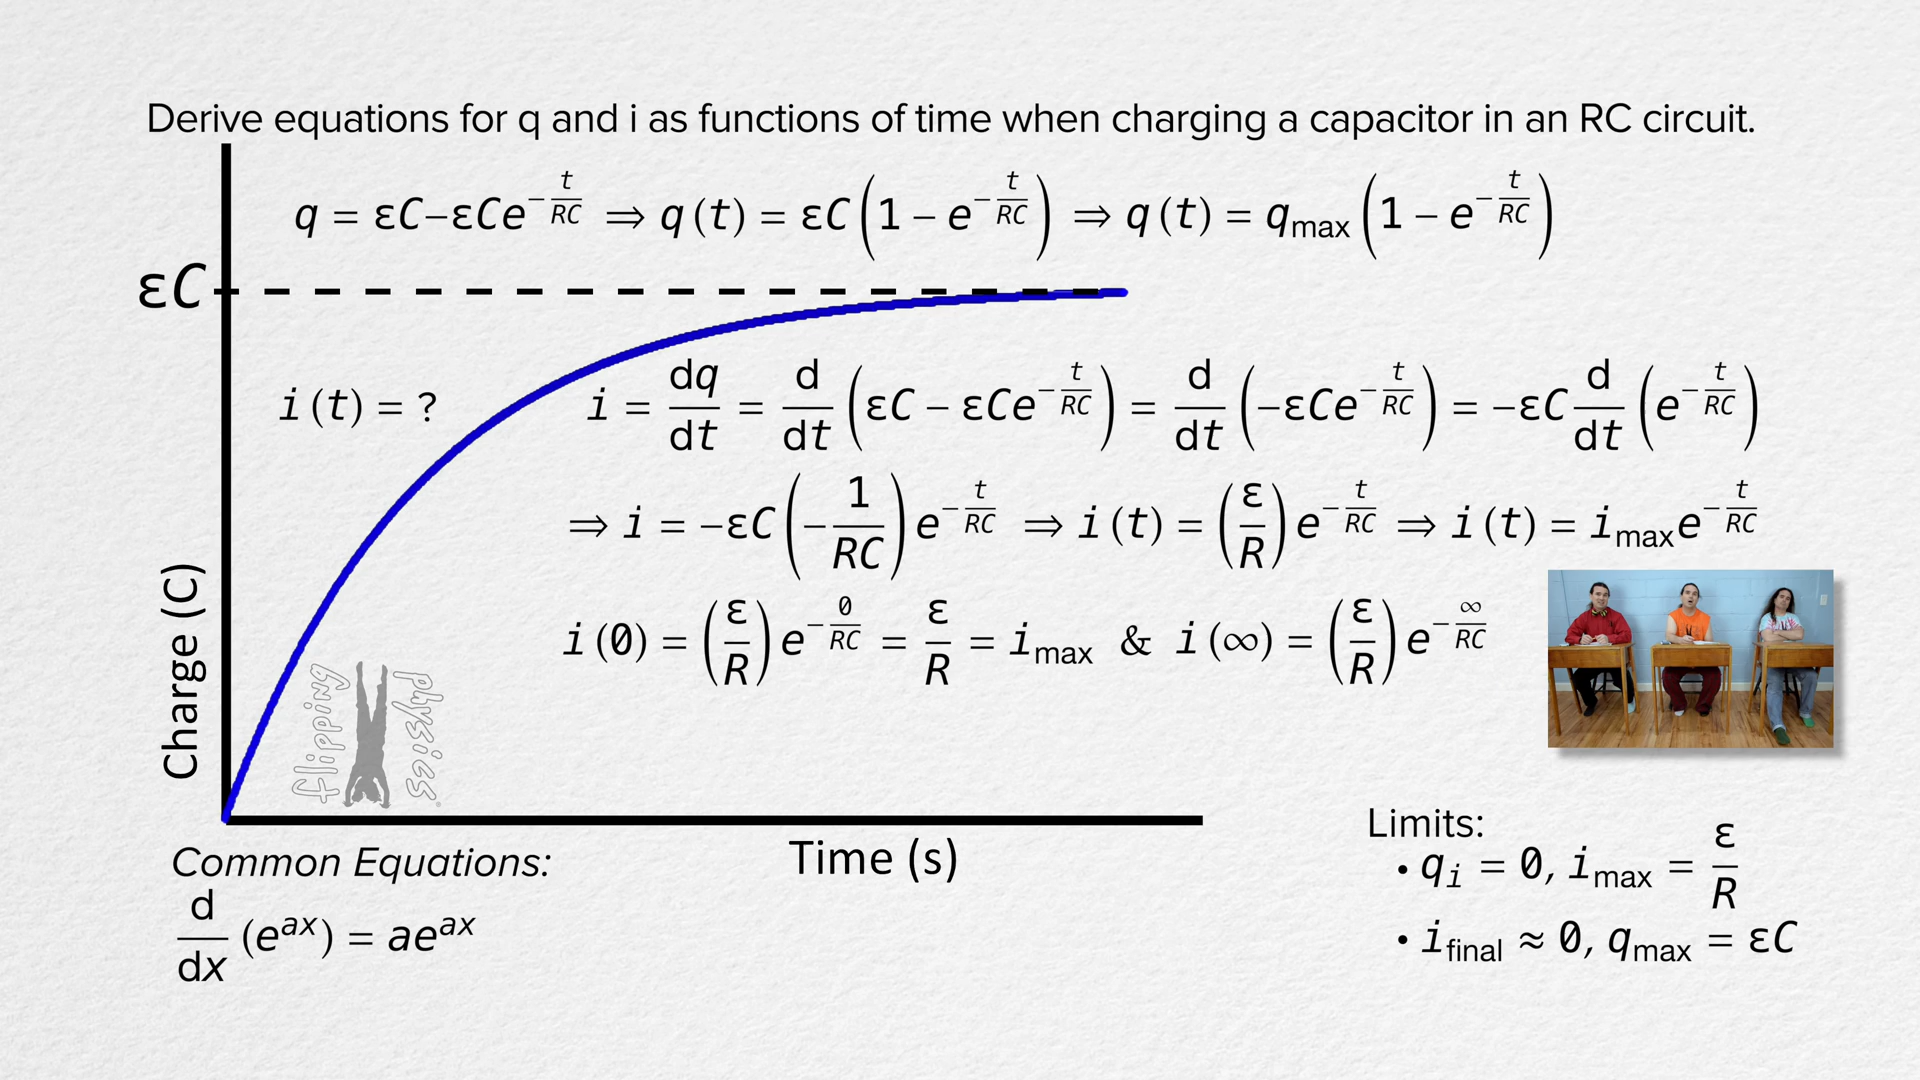 Derive equations for q and i as functions of time when charging a capacitor in an RC circuit.
q = εC−εCe^{−t/RC} ⇒ q(t) = εC(1 − e^{−t/RC}) ⇒ q(t) = q_max(1 − e^{−t/RC})
εC
i(t) = ? i = dq/dt = d/dt(εC − εCe^{−t/RC}) = d/dt(−εCe^{−t/RC}) = −εC d/dt(e^{−t/RC})
⇒ i = −εC(−1/RC)e^{−t/RC} ⇒ i(t) = (ε/R)e^{−t/RC} ⇒ i(t) = i_max e^{−t/RC}
i(0) = (ε/R)e^{−0/RC} = ε/R = i_max & i(∞) = (ε/R)e^{−∞/RC}
Charge (C)
flipping physics
Time (s)
Common Equations:
d/dx(e^{ax}) = ae^{ax}
Limits:
• q_i = 0, i_max = ε/R
• i_final ≈ 0, q_max = εC